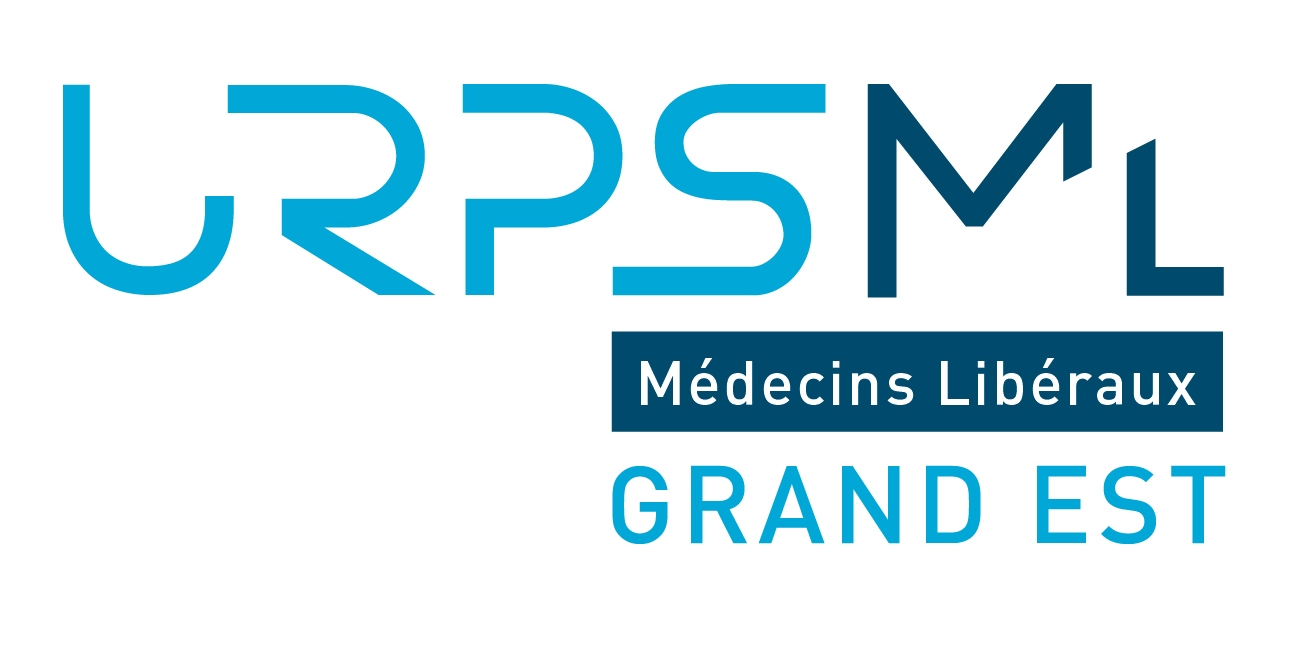 URPSML
Médecins Libéraux
GRAND EST